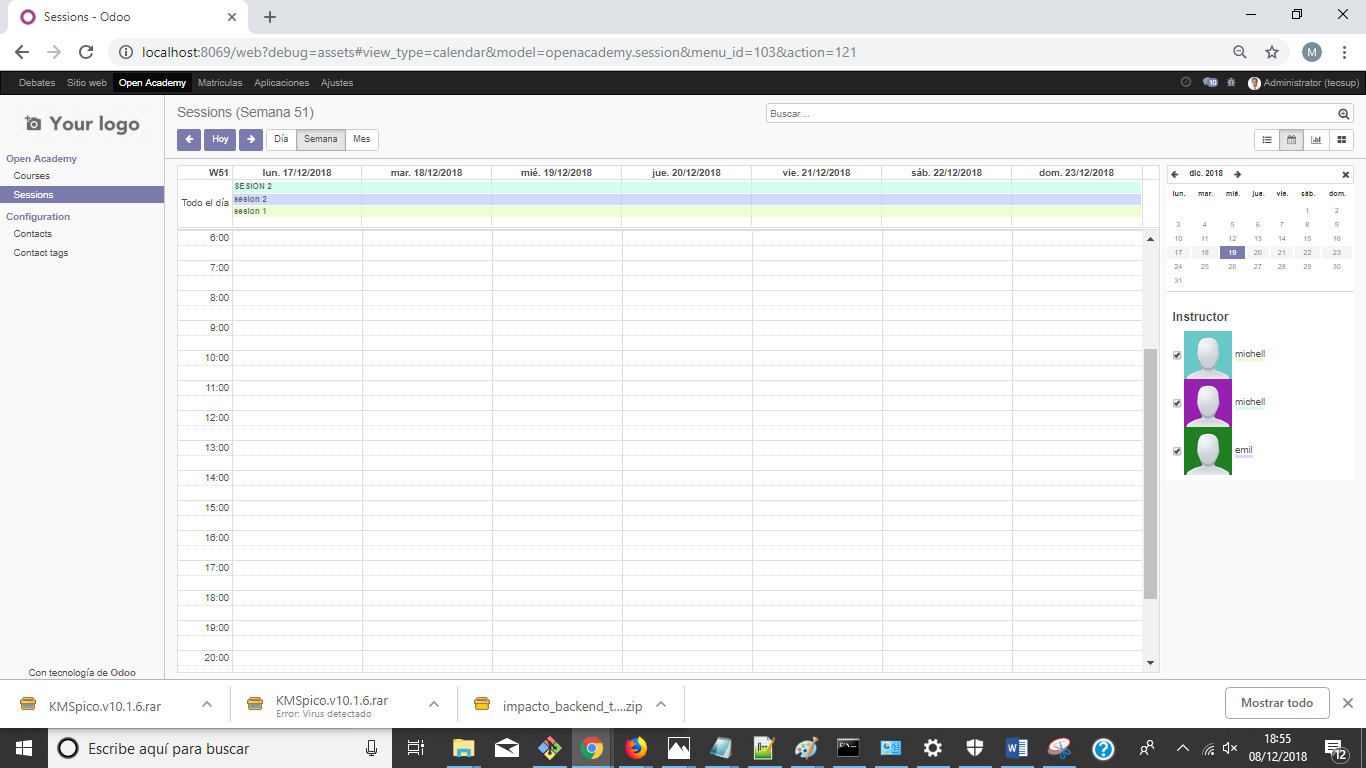 Sessions - Odoo
localhost:8069/web?debug=assets#view_type=calendar&model=openacademy.session&menu_id=103&action=121
M
Debates Sitio web Open Academy Matriculas Aplicaciones Ajustes 10 Administrator (tecsup)
Your logo
Open Academy
Courses
Sessions
Configuration
Contacts
Contact tags
Con tecnología de Odoo
Sessions (Semana 51)
Buscar...
Hoy Día Semana Mes
W51 lun. 17/12/2018 mar. 18/12/2018 mié. 19/12/2018 jue. 20/12/2018 vie. 21/12/2018 sáb. 22/12/2018 dom. 23/12/2018
Todo el día
SESION 2
sesion 2
sesion 1
6:00
7:00
8:00
9:00
10:00
11:00
12:00
13:00
14:00
15:00
16:00
17:00
18:00
19:00
20:00
dic. 2018
lun. mar. mié. jue. vie. sáb. dom.
1 2
3 4 5 6 7 8 9
10 11 12 13 14 15 16
17 18 19 20 21 22 23
24 25 26 27 28 29 30
31
Instructor
michell
michell
emil
KMSpico.v10.1.6.rar
KMSpico.v10.1.6.rar
Error: Virus detectado
impacto_backend_t....zip
Mostrar todo
Escribe aquí para buscar
18:55
08/12/2018
12